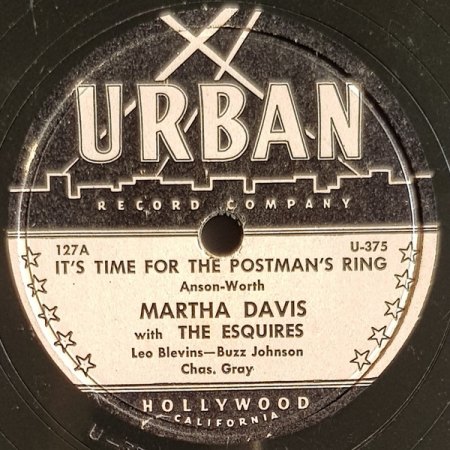 URBAN
RECORD COMPANY
127A U-375
IT'S TIME FOR THE POSTMAN'S RING
Anson-Worth
MARTHA DAVIS
with THE ESQUIRES
Leo Blevins—Buzz Johnson
Chas. Gray
HOLLYWOOD
CALIFORNIA